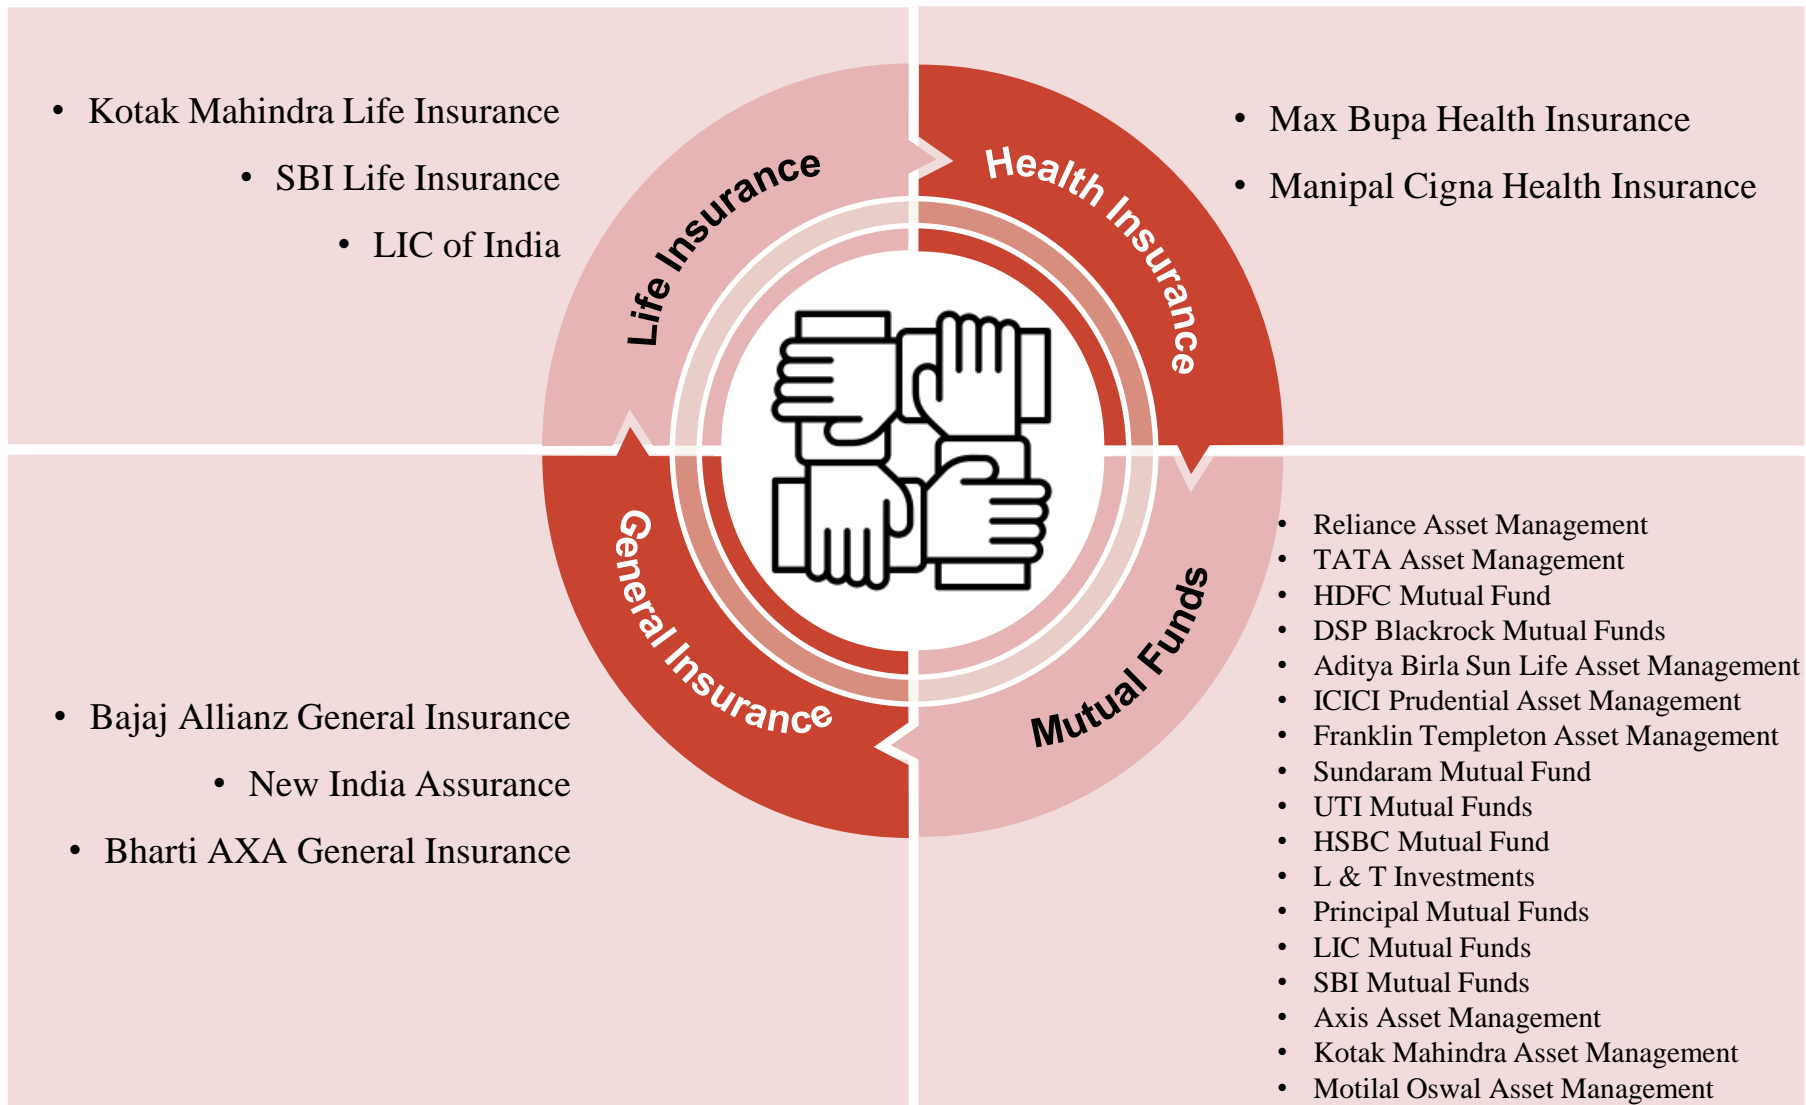 • Kotak Mahindra Life Insurance
• SBI Life Insurance
• LIC of India
Life Insurance
Health Insurance
• Max Bupa Health Insurance
• Manipal Cigna Health Insurance
• Bajaj Allianz General Insurance
• New India Assurance
• Bharti AXA General Insurance
General Insurance
Mutual Funds
• Reliance Asset Management
• TATA Asset Management
• HDFC Mutual Fund
• DSP Blackrock Mutual Funds
• Aditya Birla Sun Life Asset Management
• ICICI Prudential Asset Management
• Franklin Templeton Asset Management
• Sundaram Mutual Fund
• UTI Mutual Funds
• HSBC Mutual Fund
• L & T Investments
• Principal Mutual Funds
• LIC Mutual Funds
• SBI Mutual Funds
• Axis Asset Management
• Kotak Mahindra Asset Management
• Motilal Oswal Asset Management